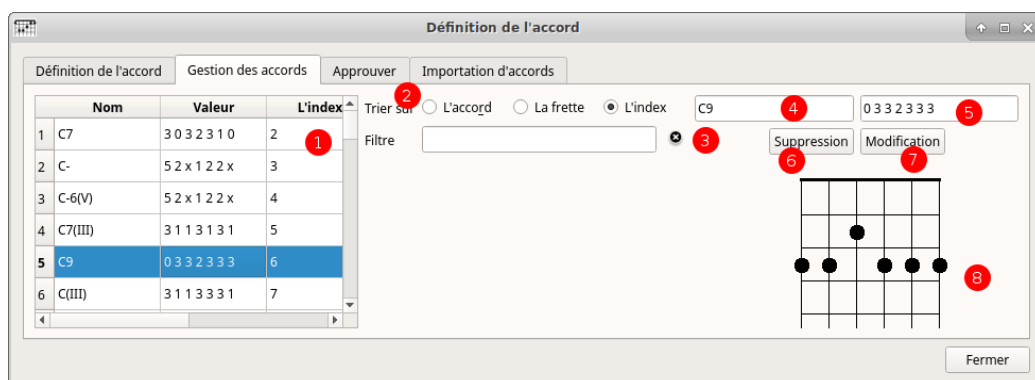 Définition de l'accord
Définition de l'accord Gestion des accords Approuver Importation d'accords
Nom Valeur L'index
1 C7 3 0 3 2 3 1 0 2
2 C- 5 2 x 1 2 2 x 3
3 C-6(V) 5 2 x 1 2 2 x 4
4 C7(III) 3 1 1 3 1 3 1 5
5 C9 0 3 3 2 3 3 3 6
6 C(III) 3 1 1 3 3 3 1 7
1
Trier sur 2 L'accord La frette L'index
Filtre 3
C9 4 0 3 3 2 3 3 3 5
Suppression Modification
6 7
8
Fermer